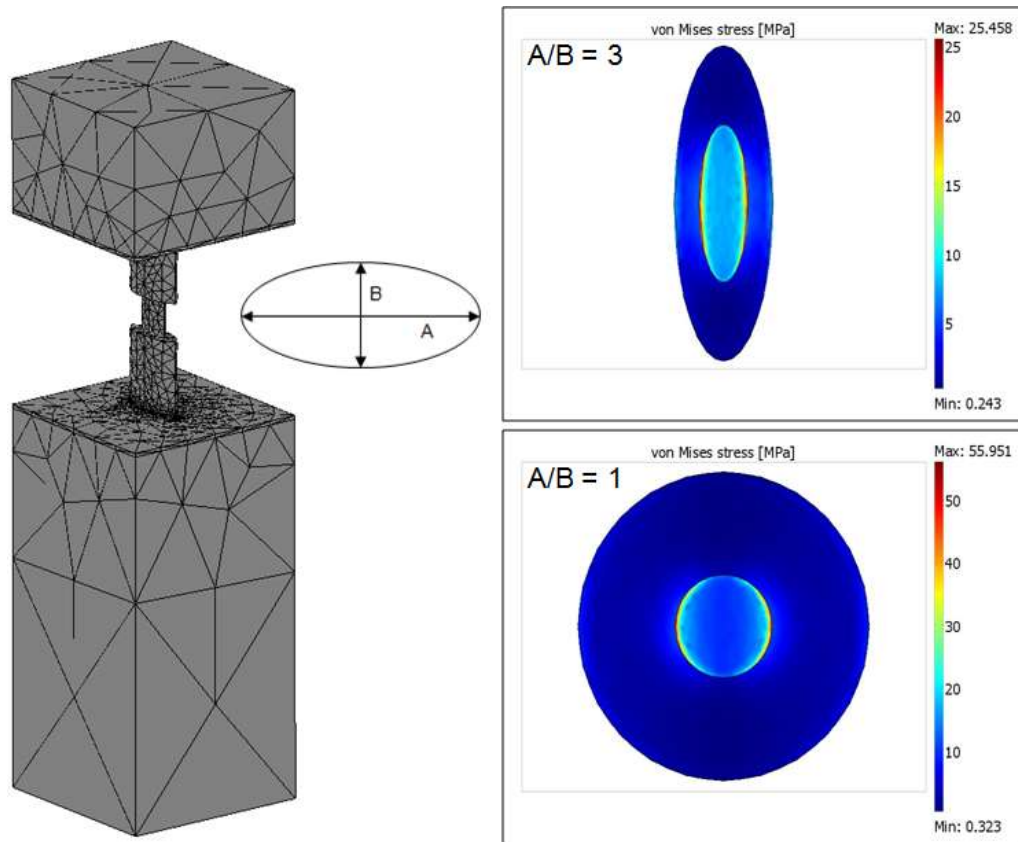 B
A
von Mises stress [MPa]
Max: 25.458
A/B = 3
25
20
15
10
5
Min: 0.243
von Mises stress [MPa]
Max: 55.951
A/B = 1
50
40
30
20
10
Min: 0.323